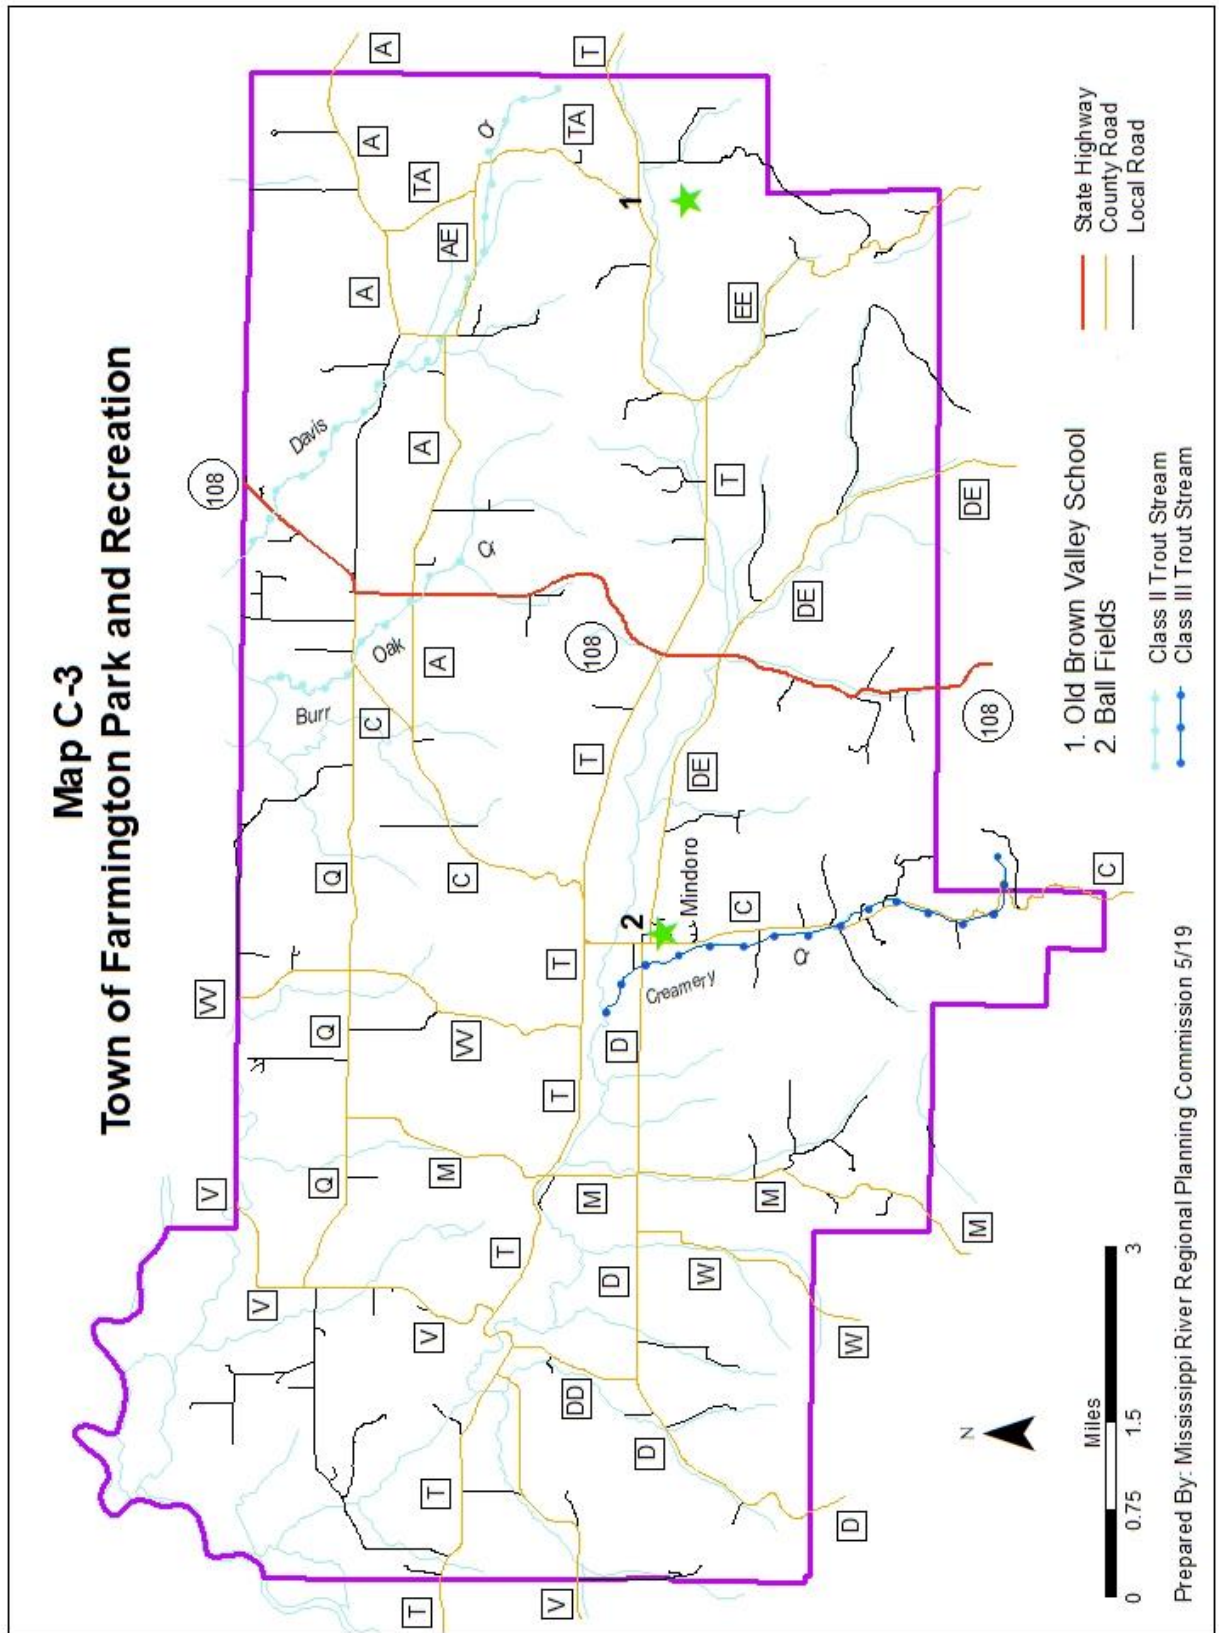 Map C-3
Town of Farmington Park and Recreation
V
VV
108
V
Q
Q
Q
Davis
Burr
C
A
A
A
Oak
T
V
T
M
VV
C
A
A
TA
AE
Cr
Cr
T
V
DD
T
T
T
T
TA
T
M
108
D
D
D
2
1
Creamery
Mindoro
DE
W
T
M
C
EE
Cr
DE
D
W
M
DE
108
C
N
Miles
0
0.75
1.5
3
1. Old Brown Valley School
2. Ball Fields
Class II Trout Stream
Class III Trout Stream
State Highway
County Road
Local Road
Prepared By: Mississippi River Regional Planning Commission 5/19